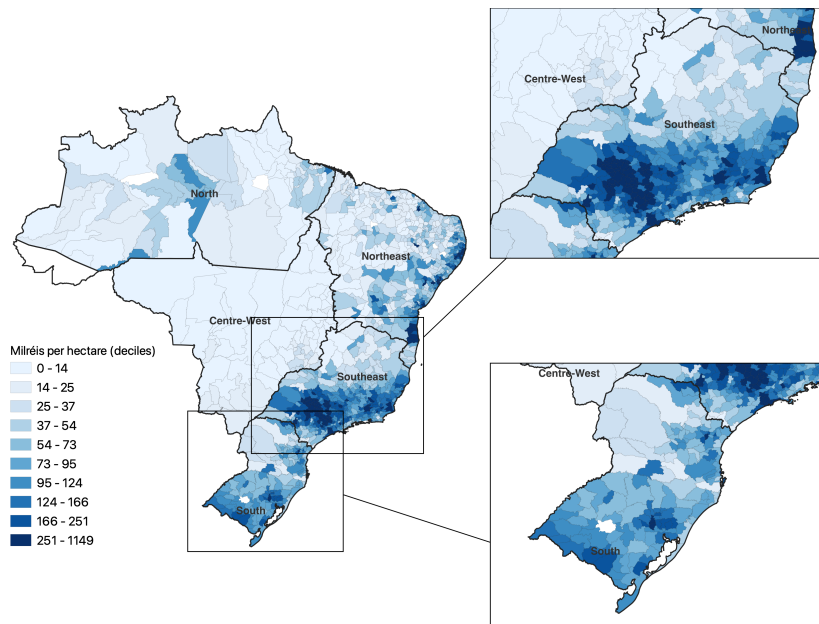 Northeast
Centre-West
Southeast
North
Northeast
Centre-West
Milréis per hectare (deciles)
0 - 14
14 - 25
25 - 37
37 - 54
54 - 73
73 - 95
95 - 124
124 - 166
166 - 251
251 - 1149
Southeast
South
Centre-West
South